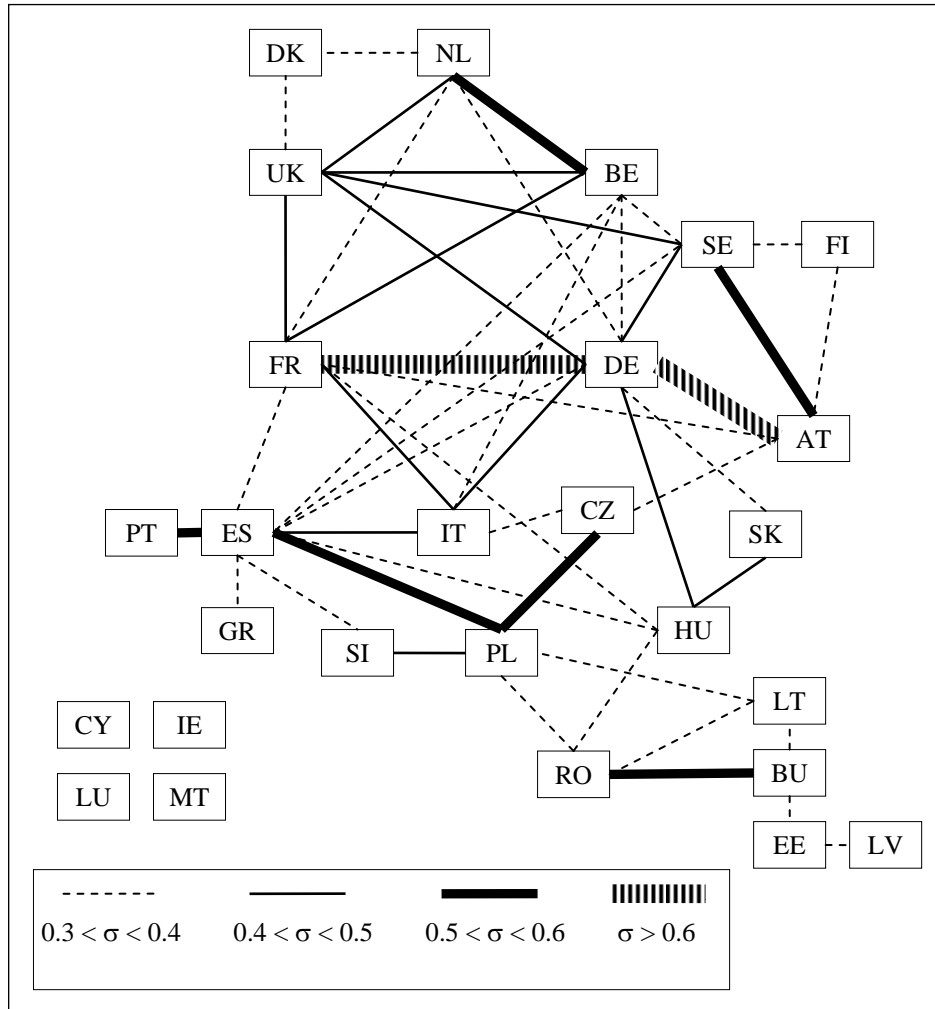 DK NL
UK BE
SE FI
FR DE
AT
PT ES IT CZ SK
GR SI PL HU
CY IE LT
LU MT RO BU
EE LV
0.3 < σ < 0.4 0.4 < σ < 0.5 0.5 < σ < 0.6 σ > 0.6